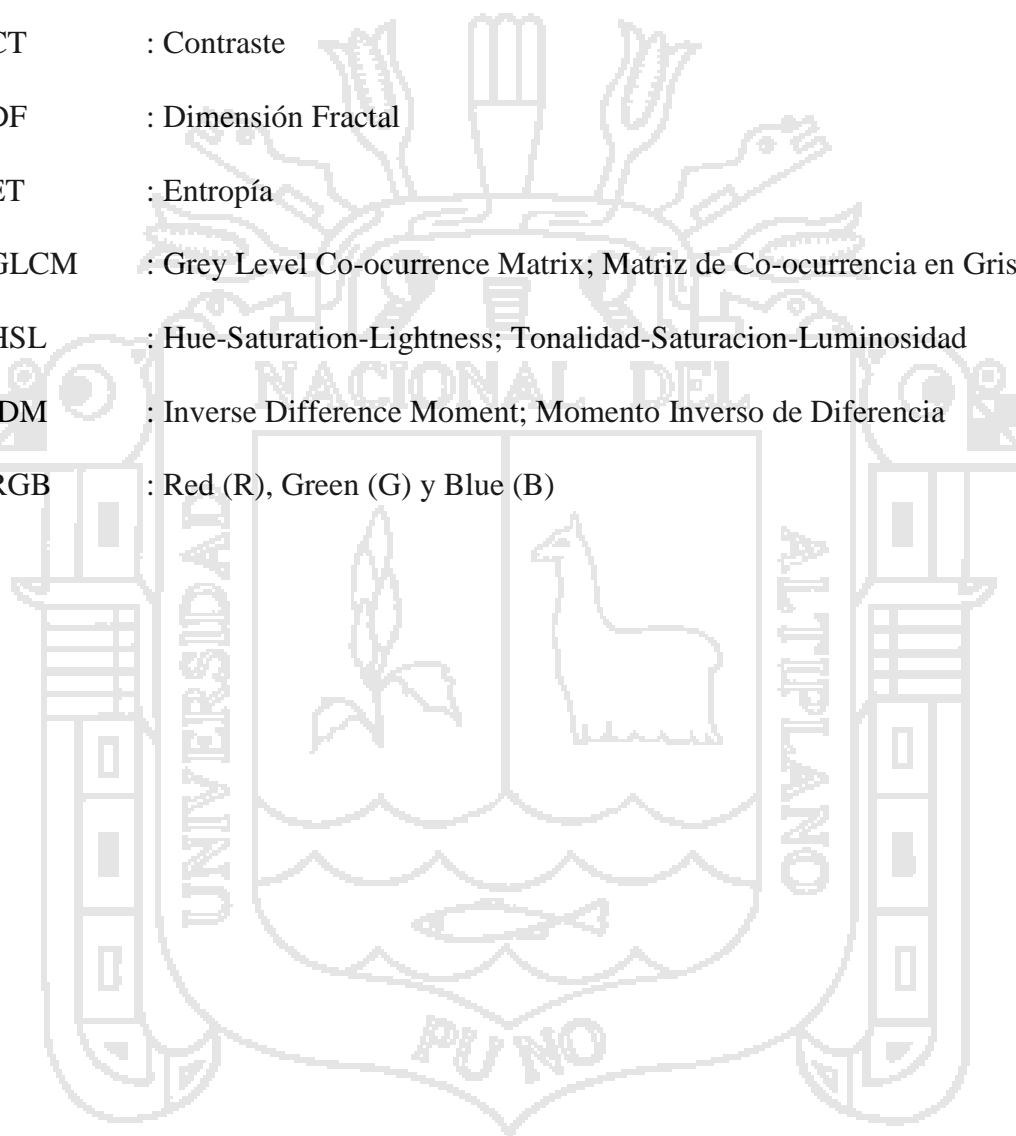 CT : Contraste
DF : Dimensión Fractal
ET : Entropía
GLCM : Grey Level Co-ocurrence Matrix; Matriz de Co-ocurrencia en Gris
HSL : Hue-Saturation-Lightness; Tonalidad-Saturacion-Luminosidad
IDM : Inverse Difference Moment; Momento Inverso de Diferencia
RGB : Red (R), Green (G) y Blue (B)
UNIVERSIDAD
NACIONAL DEL
ALTIPLANO
PUNO